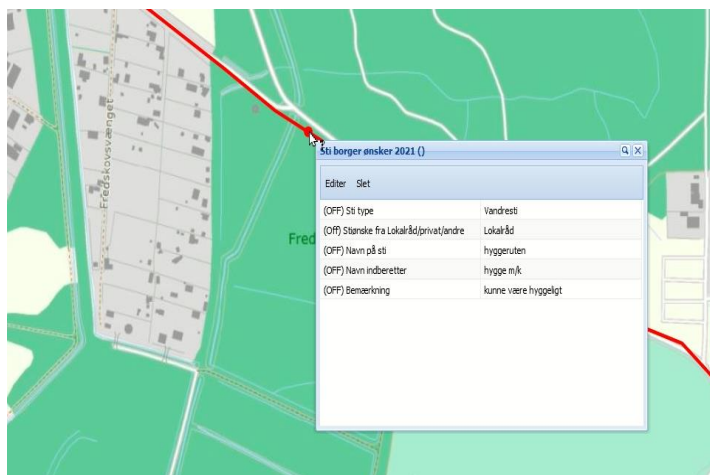 Fredskovsvænget
Fred
Sti borger ønsker 2021 ()
Editer Slet
(OFF) Sti type Vandresti
(Off) Stiønske fra Lokalråd/privat/andre Lokalråd
(OFF) Navn på sti hyggeruten
(OFF) Navn indberetter hygge m/k
(OFF) Bemærkning kunne være hyggeligt